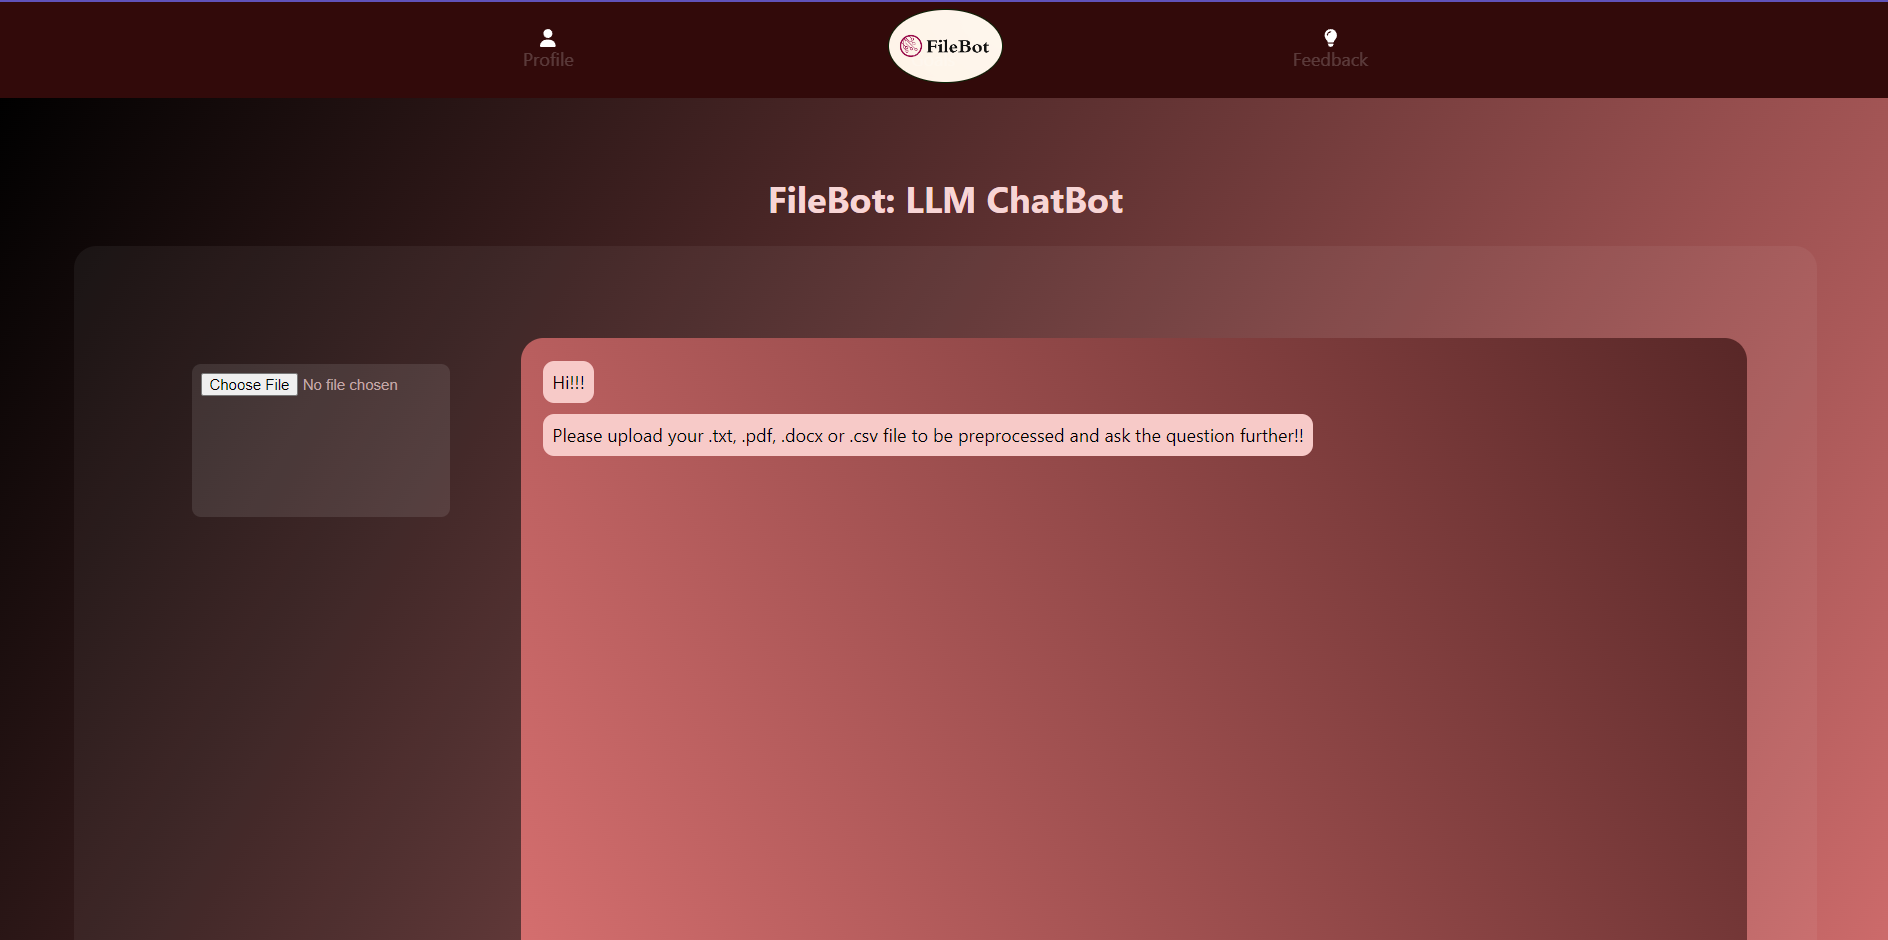 Profile
FileBot
Feedback
FileBot: LLM ChatBot
Choose File No file chosen
Hi!!!
Please upload your .txt, .pdf, .docx or .csv file to be preprocessed and ask the question further!!